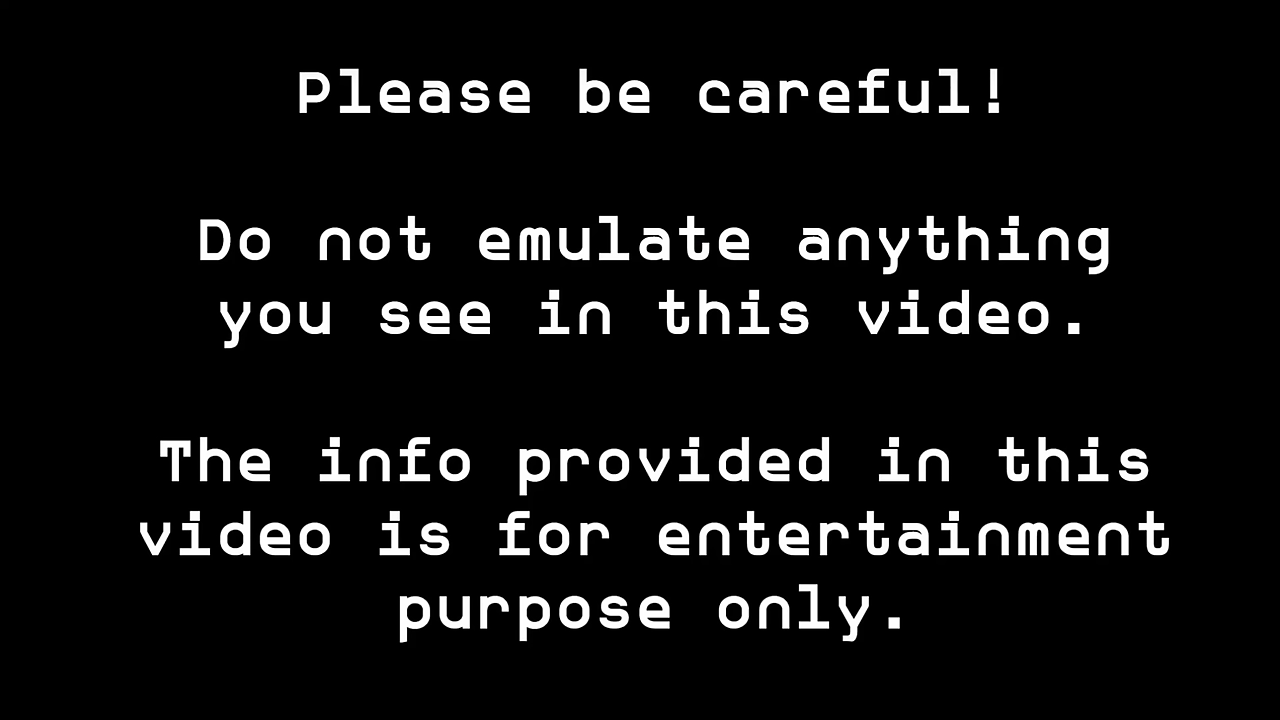 Please be careful!
Do not emulate anything
you see in this video.
The info provided in this
video is for entertainment
purpose only.